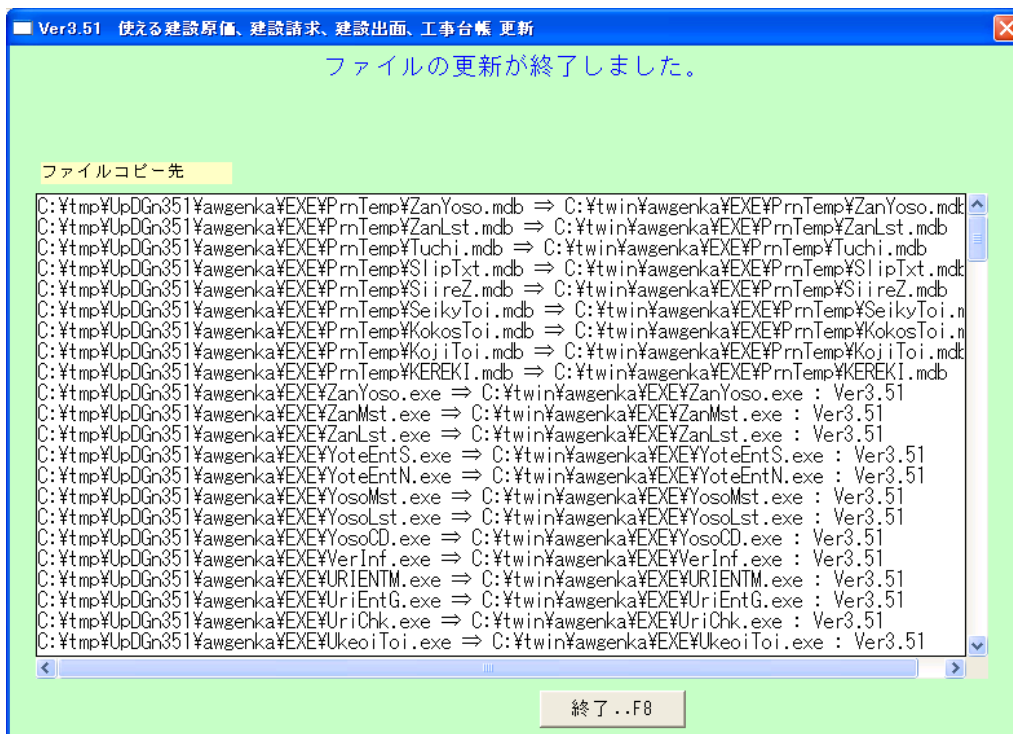 Ver3.51 使える建設原価、建設請求、建設出面、工事台帳 更新
ファイルの更新が終了しました。
ファイルコピー先
C:¥tmp¥UpDGn351¥awgenka¥EXE¥PrnTemp¥ZanYoso.mdb ⇒ C:¥twin¥awgenka¥EXE¥PrnTemp¥ZanYoso.mdb
C:¥tmp¥UpDGn351¥awgenka¥EXE¥PrnTemp¥ZanLst.mdb ⇒ C:¥twin¥awgenka¥EXE¥PrnTemp¥ZanLst.mdb
C:¥tmp¥UpDGn351¥awgenka¥EXE¥PrnTemp¥Tuchi.mdb ⇒ C:¥twin¥awgenka¥EXE¥PrnTemp¥Tuchi.mdb
C:¥tmp¥UpDGn351¥awgenka¥EXE¥PrnTemp¥SlipTxt.mdb ⇒ C:¥twin¥awgenka¥EXE¥PrnTemp¥SlipTxt.mdb
C:¥tmp¥UpDGn351¥awgenka¥EXE¥PrnTemp¥SiireZ.mdb ⇒ C:¥twin¥awgenka¥EXE¥PrnTemp¥SiireZ.mdb
C:¥tmp¥UpDGn351¥awgenka¥EXE¥PrnTemp¥SeikyToi.mdb ⇒ C:¥twin¥awgenka¥EXE¥PrnTemp¥SeikyToi.m
C:¥tmp¥UpDGn351¥awgenka¥EXE¥PrnTemp¥KokosToi.mdb ⇒ C:¥twin¥awgenka¥EXE¥PrnTemp¥KokosToi.m
C:¥tmp¥UpDGn351¥awgenka¥EXE¥PrnTemp¥KojiToi.mdb ⇒ C:¥twin¥awgenka¥EXE¥PrnTemp¥KojiToi.mdb
C:¥tmp¥UpDGn351¥awgenka¥EXE¥PrnTemp¥KEREKI.mdb ⇒ C:¥twin¥awgenka¥EXE¥PrnTemp¥KEREKI.mdb
C:¥tmp¥UpDGn351¥awgenka¥EXE¥ZanYoso.exe ⇒ C:¥twin¥awgenka¥EXE¥ZanYoso.exe : Ver3.51
C:¥tmp¥UpDGn351¥awgenka¥EXE¥ZanMst.exe ⇒ C:¥twin¥awgenka¥EXE¥ZanMst.exe : Ver3.51
C:¥tmp¥UpDGn351¥awgenka¥EXE¥ZanLst.exe ⇒ C:¥twin¥awgenka¥EXE¥ZanLst.exe : Ver3.51
C:¥tmp¥UpDGn351¥awgenka¥EXE¥YoteEntS.exe ⇒ C:¥twin¥awgenka¥EXE¥YoteEntS.exe : Ver3.51
C:¥tmp¥UpDGn351¥awgenka¥EXE¥YoteEntN.exe ⇒ C:¥twin¥awgenka¥EXE¥YoteEntN.exe : Ver3.51
C:¥tmp¥UpDGn351¥awgenka¥EXE¥YosoMst.exe ⇒ C:¥twin¥awgenka¥EXE¥YosoMst.exe : Ver3.51
C:¥tmp¥UpDGn351¥awgenka¥EXE¥YosoLst.exe ⇒ C:¥twin¥awgenka¥EXE¥YosoLst.exe : Ver3.51
C:¥tmp¥UpDGn351¥awgenka¥EXE¥YosoCD.exe ⇒ C:¥twin¥awgenka¥EXE¥YosoCD.exe : Ver3.51
C:¥tmp¥UpDGn351¥awgenka¥EXE¥VerInf.exe ⇒ C:¥twin¥awgenka¥EXE¥VerInf.exe : Ver3.51
C:¥tmp¥UpDGn351¥awgenka¥EXE¥URIENTM.exe ⇒ C:¥twin¥awgenka¥EXE¥URIENTM.exe : Ver3.51
C:¥tmp¥UpDGn351¥awgenka¥EXE¥UriEntG.exe ⇒ C:¥twin¥awgenka¥EXE¥UriEntG.exe : Ver3.51
C:¥tmp¥UpDGn351¥awgenka¥EXE¥UriChk.exe ⇒ C:¥twin¥awgenka¥EXE¥UriChk.exe : Ver3.51
C:¥tmp¥UpDGn351¥awgenka¥EXE¥UkeoiToi.exe ⇒ C:¥twin¥awgenka¥EXE¥UkeoiToi.exe : Ver3.51
終了..F8